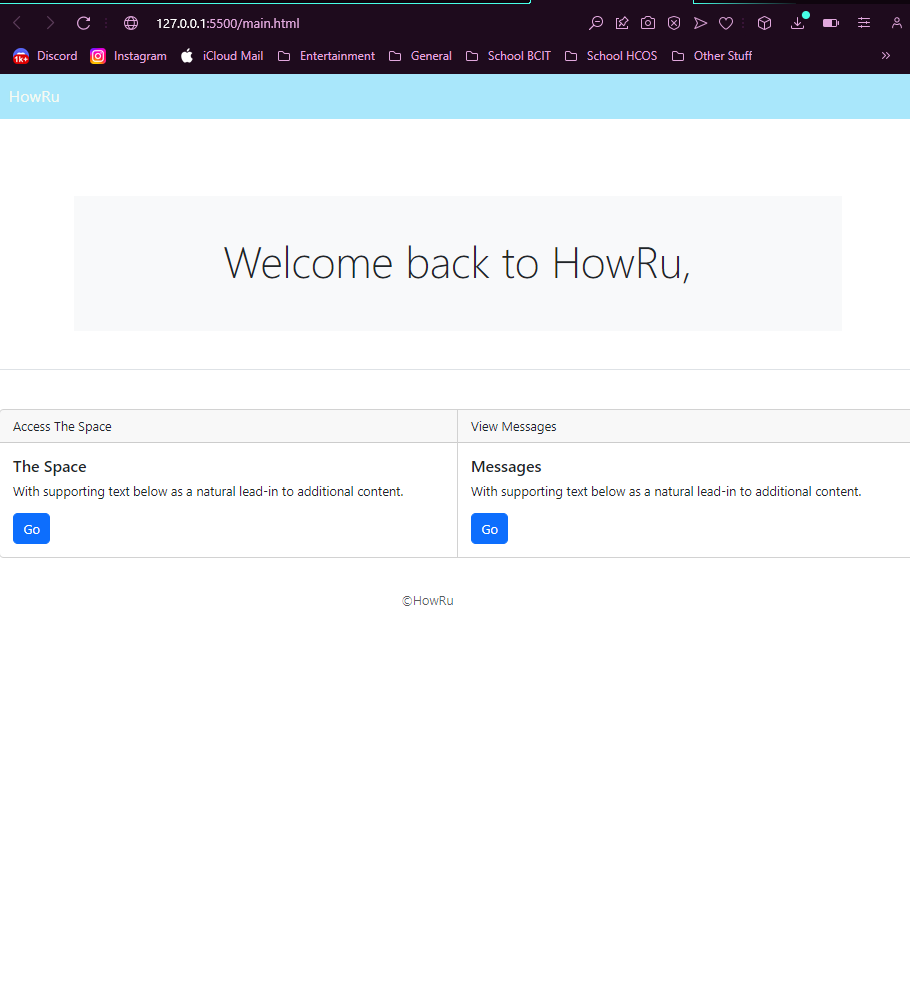 127.0.0.1:5500/main.html
1k+ Discord Instagram iCloud Mail Entertainment General School BCIT School HCOS Other Stuff
HowRu
Welcome back to HowRu,
Access The Space View Messages
The Space Messages
With supporting text below as a natural lead-in to additional content. With supporting text below as a natural lead-in to additional content.
Go Go
©HowRu